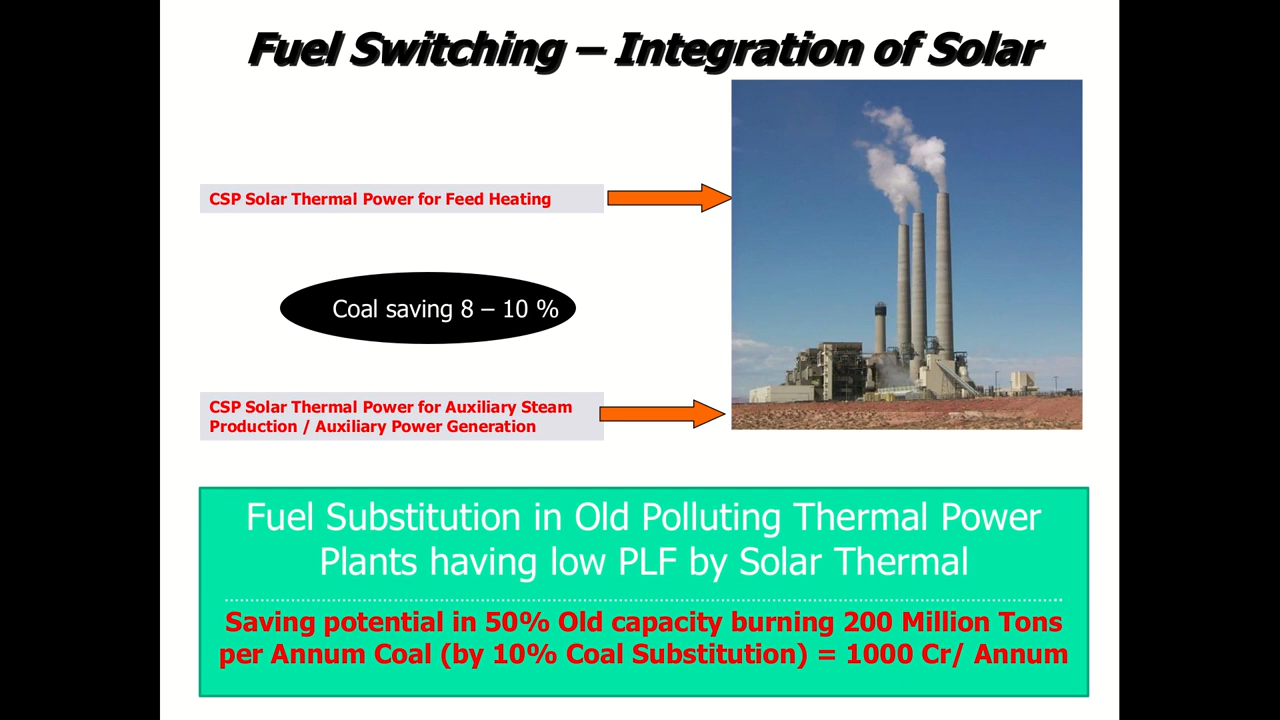 Fuel Switching – Integration of Solar
CSP Solar Thermal Power for Feed Heating
Coal saving 8 – 10 %
CSP Solar Thermal Power for Auxiliary Steam
Production / Auxiliary Power Generation
Fuel Substitution in Old Polluting Thermal Power
Plants having low PLF by Solar Thermal
Saving potential in 50% Old capacity burning 200 Million Tons
per Annum Coal (by 10% Coal Substitution) = 1000 Cr/ Annum